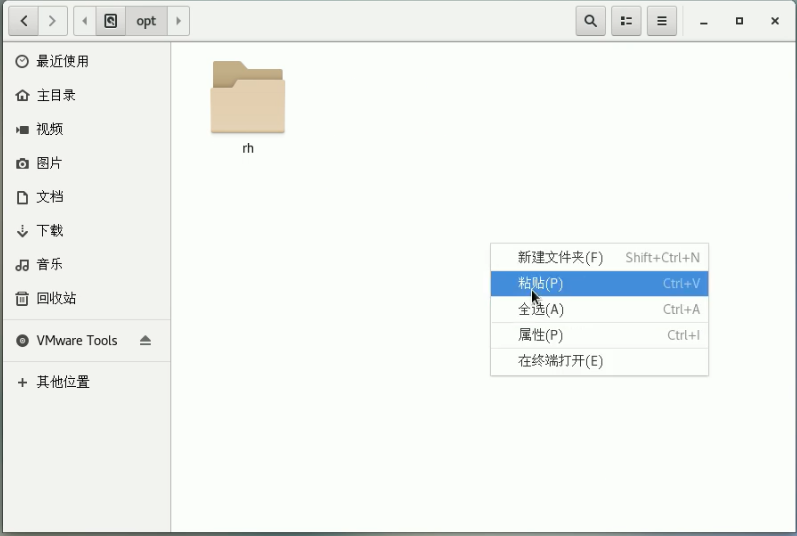 opt
最近使用
主目录
视频
图片
文档
下载
音乐
回收站
VMware Tools
其他位置
rh
新建文件夹(F) Shift+Ctrl+N
粘贴(P) Ctrl+V
全选(A) Ctrl+A
属性(P) Ctrl+I
在终端打开(E)